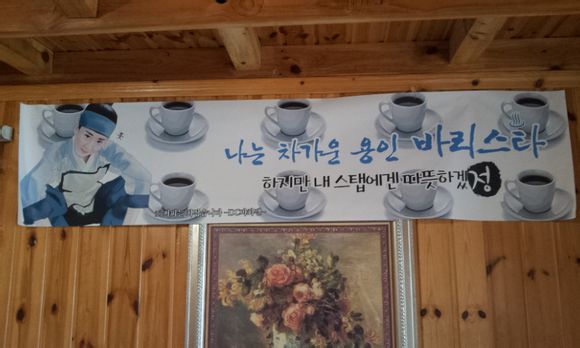 나는 차가운 용인 바리스타
하지만 내 스탭에겐 따뜻하겠정